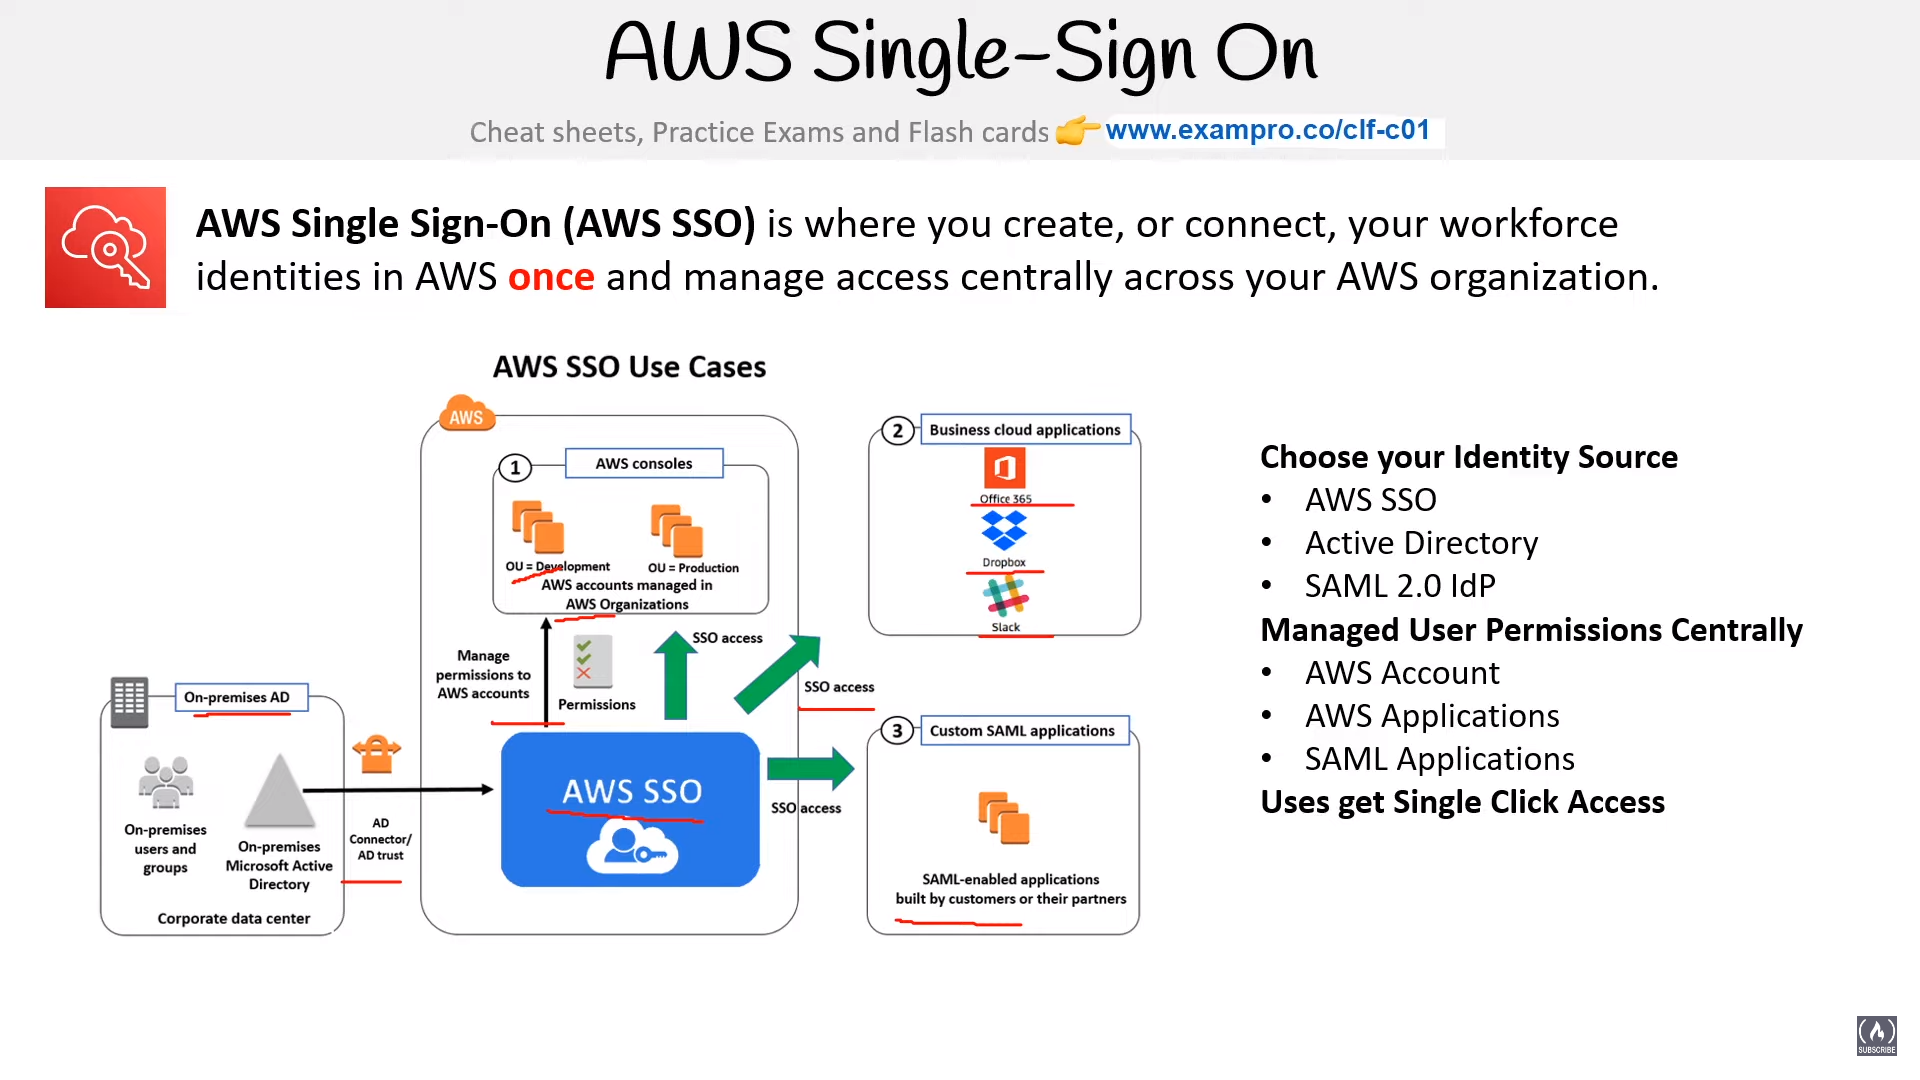 AWS Single-Sign On
Cheat sheets, Practice Exams and Flash cards www.exampro.co/clf-c01
AWS Single Sign-On (AWS SSO) is where you create, or connect, your workforce
identities in AWS once and manage access centrally across your AWS organization.
AWS SSO Use Cases
AWS
1
AWS consoles
OU = Development
OU = Production
AWS accounts managed in
AWS Organizations
Manage
permissions to
AWS accounts
Permissions
SSO access
SSO access
SSO access
AWS SSO
On-premises AD
On-premises
users and
groups
On-premises
Microsoft Active
Directory
Corporate data center
AD
Connector/
AD trust
2
Business cloud applications
Office 365
Dropbox
Slack
3
Custom SAML applications
SAML-enabled applications
built by customers or their partners
Choose your Identity Source
• AWS SSO
• Active Directory
• SAML 2.0 IdP
Managed User Permissions Centrally
• AWS Account
• AWS Applications
• SAML Applications
Uses get Single Click Access
SUBSCRIBE